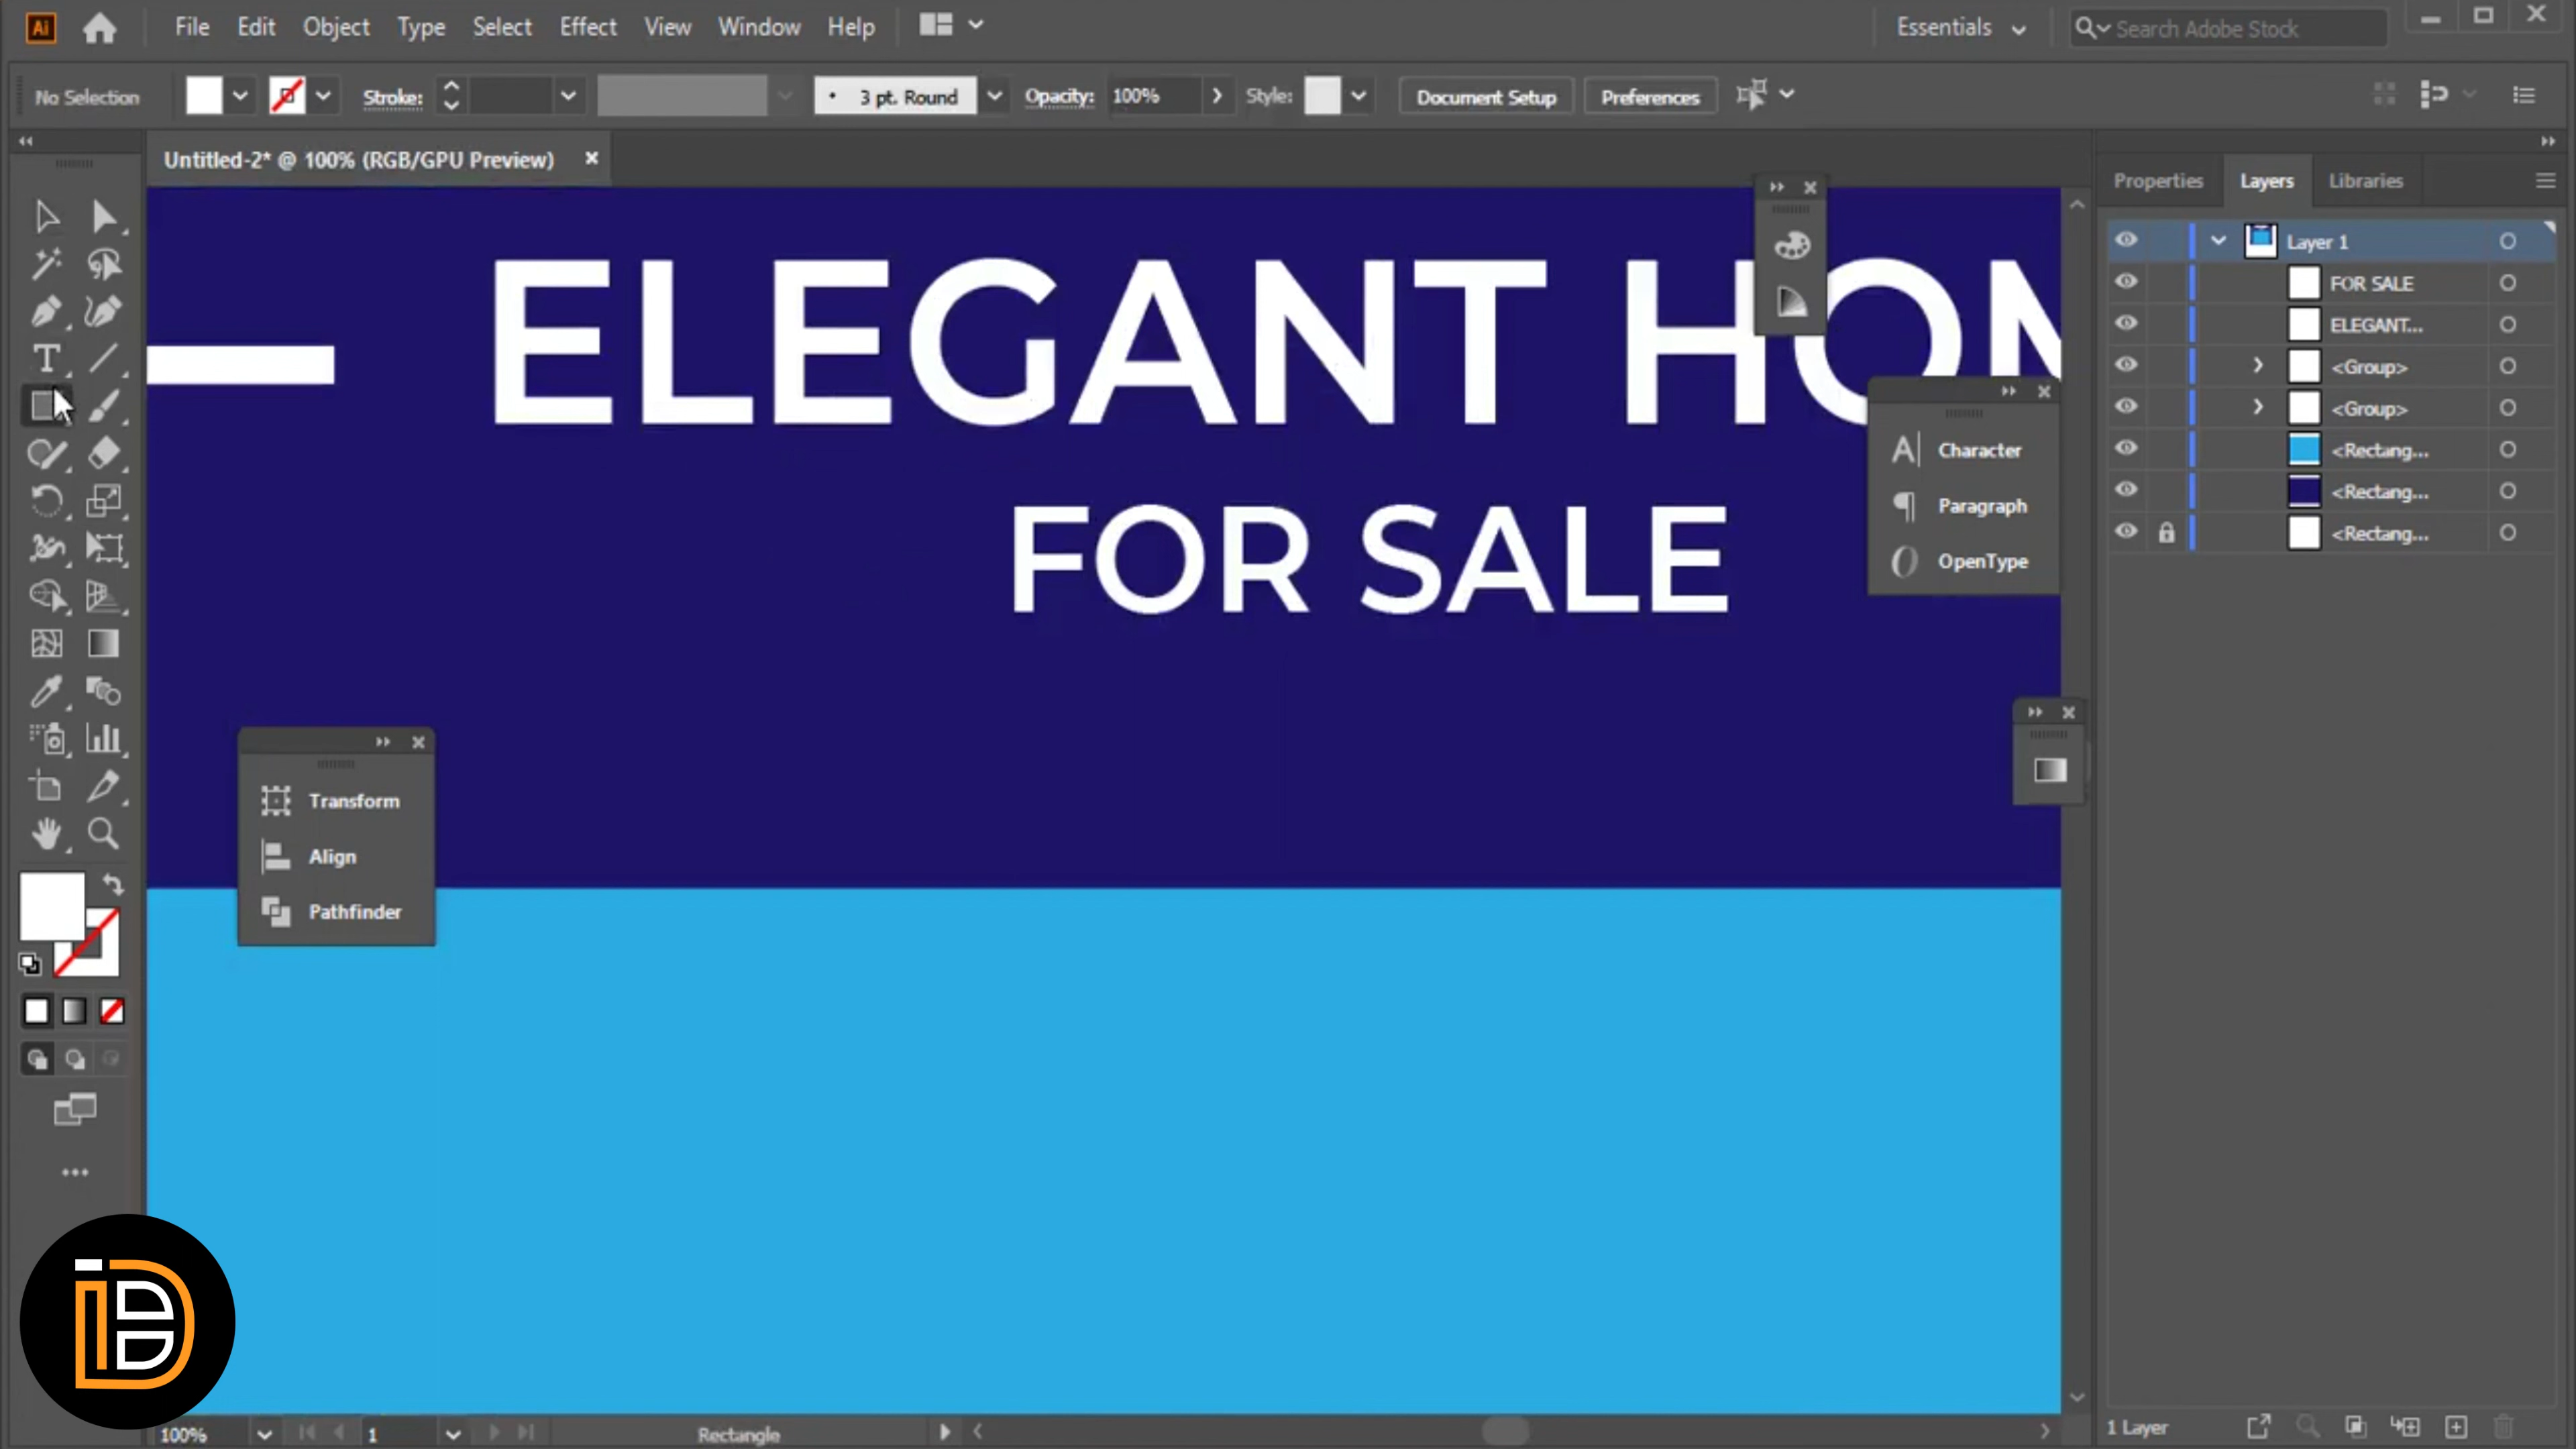 Ai File Edit Object Type Select Effect View Window Help Essentials Search Adobe Stock
No Selection Stroke: 3 pt. Round Opacity: 100% Style: Document Setup Preferences
Untitled-2* @ 100% (RGB/GPU Preview)
Properties Layers Libraries
Layer 1
FOR SALE
ELEGANT...
<Group>
<Group>
<Rectang...
<Rectang...
<Rectang...
ELEGANT HOM
FOR SALE
Character
Paragraph
OpenType
Transform
Align
Pathfinder
100% 1 Rectangle
1 Layer